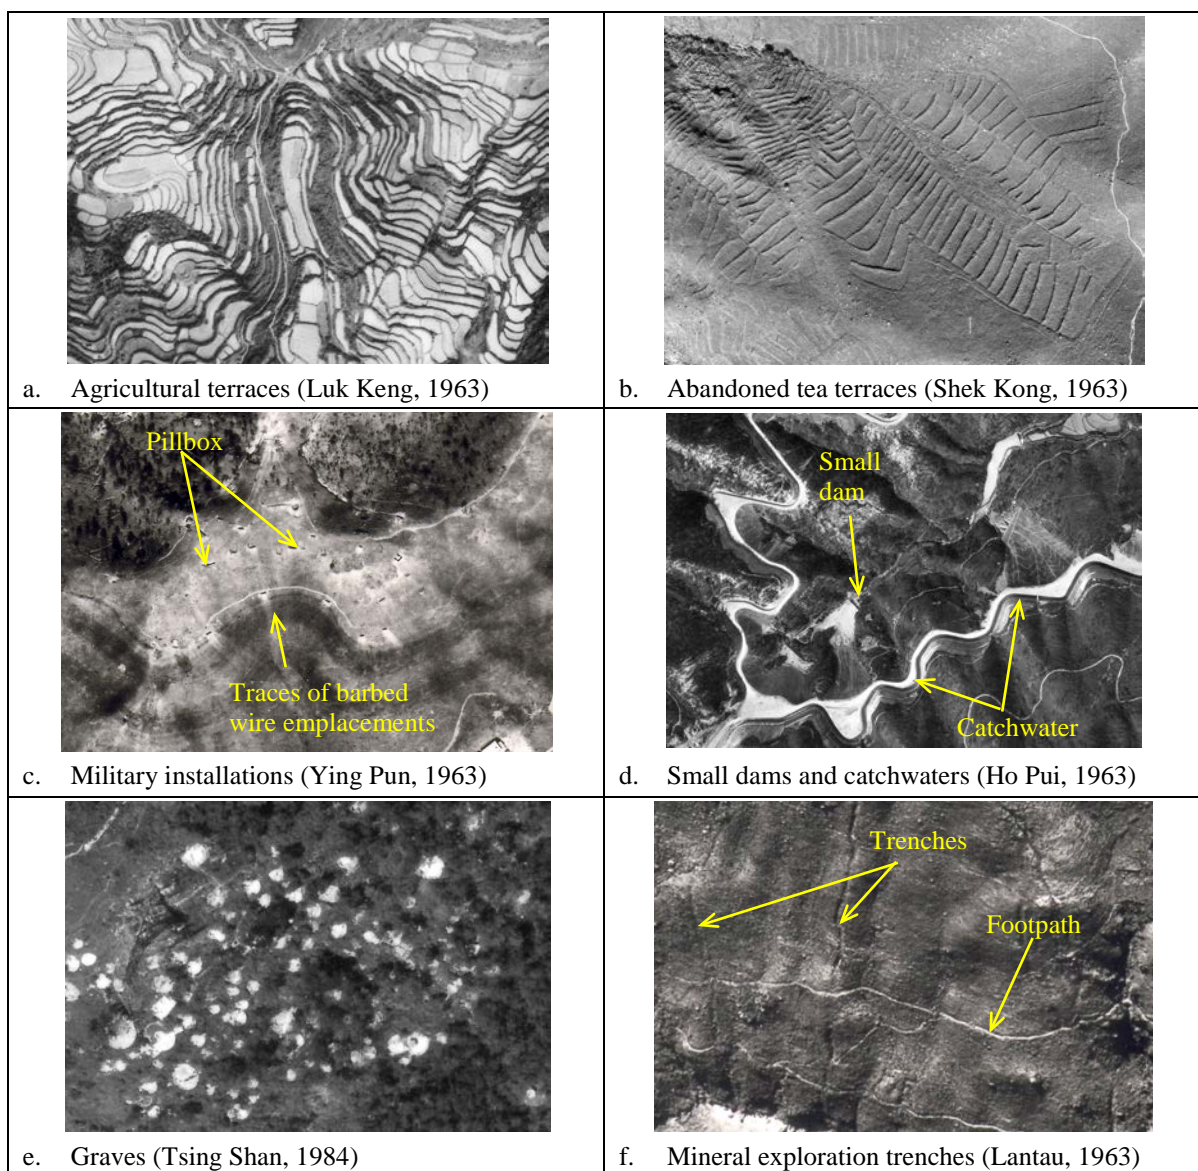 a. Agricultural terraces (Luk Keng, 1963)
b. Abandoned tea terraces (Shek Kong, 1963)
Pillbox
Traces of barbed
wire emplacements
c. Military installations (Ying Pun, 1963)
Small
dam
Catchwater
d. Small dams and catchwaters (Ho Pui, 1963)
e. Graves (Tsing Shan, 1984)
Trenches
Footpath
f. Mineral exploration trenches (Lantau, 1963)